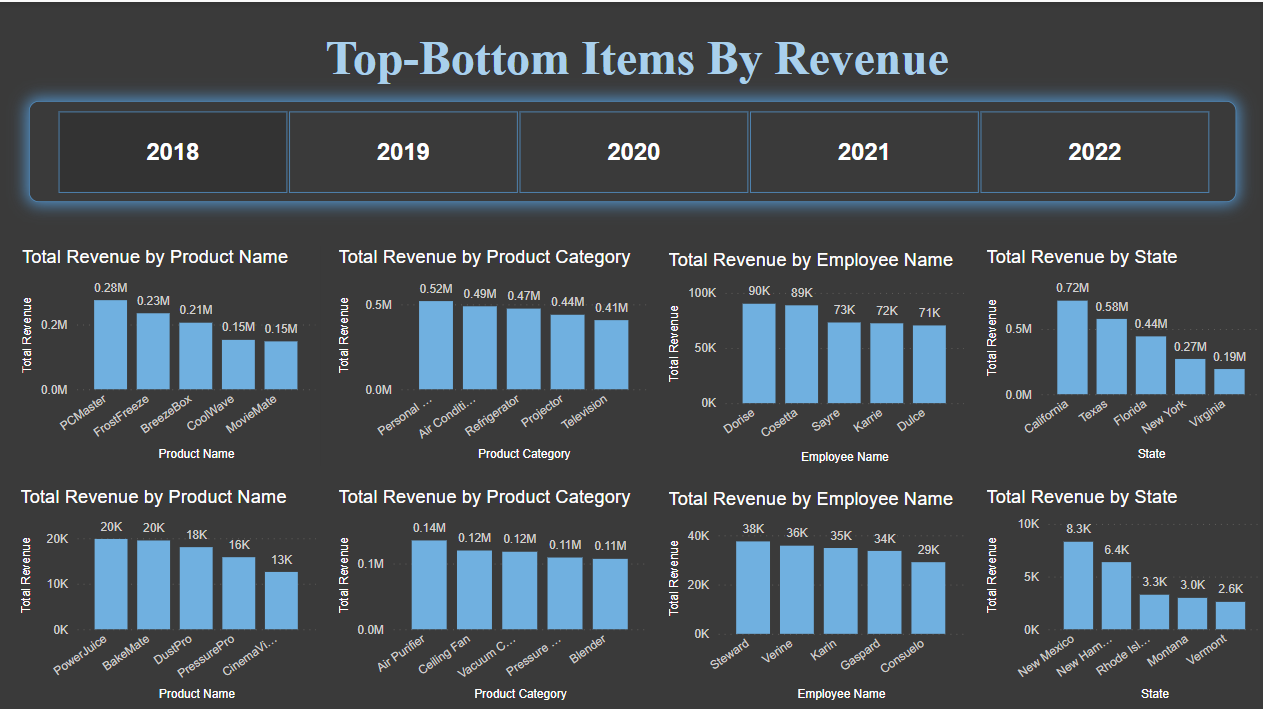 Top-Bottom Items By Revenue
2018 2019 2020 2021 2022
Total Revenue by Product Name
Total Revenue
0.2M
0.0M
0.28M 0.23M 0.21M 0.15M 0.15M
PCMaster FrostFreeze BreezeBox CoolWave MovieMate
Product Name
Total Revenue by Product Category
Total Revenue
0.5M
0.0M
0.52M 0.49M 0.47M 0.44M 0.41M
Personal ... Air Conditi... Refrigerator Projector Television
Product Category
Total Revenue by Employee Name
Total Revenue
100K
50K
0K
90K 89K 73K 72K 71K
Dorise Cosetta Sayre Karrie Dulce
Employee Name
Total Revenue by State
Total Revenue
0.5M
0.0M
0.72M 0.58M 0.44M 0.27M 0.19M
California Texas Florida New York Virginia
State
Total Revenue by Product Name
Total Revenue
20K
10K
0K
20K 20K 18K 16K 13K
PowerJuice BakeMate DustPro PressurePro CinemaVi...
Product Name
Total Revenue by Product Category
Total Revenue
0.1M
0.0M
0.14M 0.12M 0.12M 0.11M 0.11M
Air Purifier Ceiling Fan Vacuum C... Pressure ... Blender
Product Category
Total Revenue by Employee Name
Total Revenue
40K
20K
0K
38K 36K 35K 34K 29K
Steward Verine Karin Gaspard Consuelo
Employee Name
Total Revenue by State
Total Revenue
10K
5K
0K
8.3K 6.4K 3.3K 3.0K 2.6K
New Mexico New Ham... Rhode Isl... Montana Vermont
State